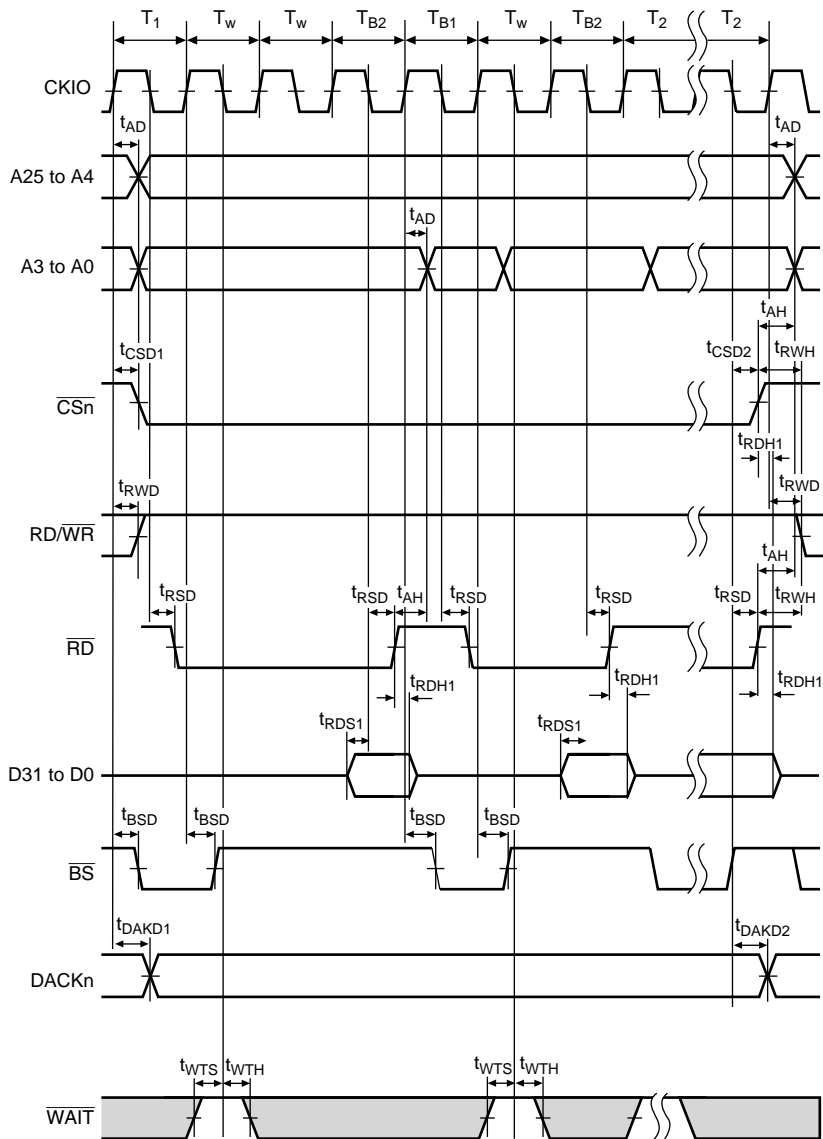 T1 Tw Tw TB2 TB1 Tw TB2 T2 T2
CKIO
tAD tAD
A25 to A4
tAD
A3 to A0
tAH
tCSD1 tCSD2 tRWH
CSn
tRDH1
tRWD tRWD
RD/WR
tAH
tRSD tRSD tAH tRSD tRSD tRSD tRWH
RD
tRDH1 tRDH1 tRDH1
tRDS1 tRDS1
D31 to D0
tBSD tBSD tBSD tBSD
BS
tDAKD1 tDAKD2
DACKn
tWTS tWTH tWTS tWTH
WAIT